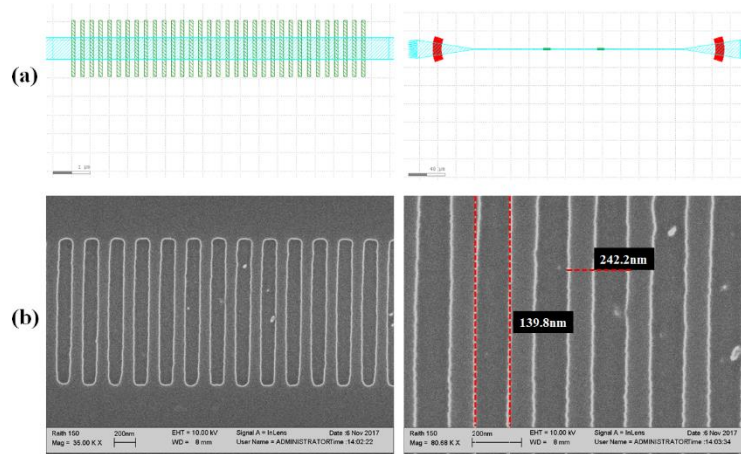 (a)
1 µm
40 µm
(b)
242.2nm
139.8nm
Raith 150
Mag = 35.00 K X
200nm
EHT = 10.00 kV
WD = 8 mm
Signal A = InLens
Date :6 Nov 2017
User Name = ADMINISTRATOR
Time :14:02:22
Raith 150
Mag = 80.68 K X
200nm
EHT = 10.00 kV
WD = 8 mm
Signal A = InLens
Date :6 Nov 2017
User Name = ADMINISTRATOR
Time :14:03:34